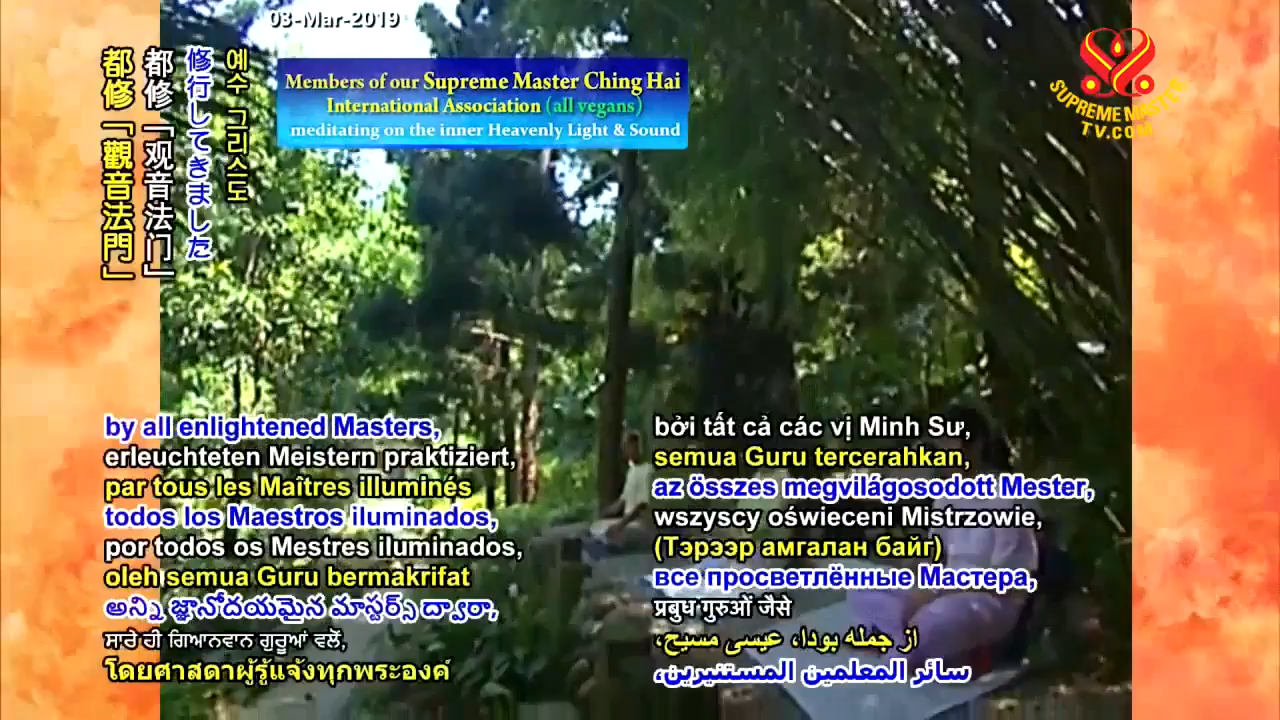 03-Mar-2019
Members of our Supreme Master Ching Hai
International Association (all vegans)
meditating on the inner Heavenly Light & Sound
SUPREME MASTER
TV.COM
都修「觀音法門」
都修「观音法门」
修行してきました
예수 그리스도
by all enlightened Masters,
erleuchteten Meistern praktiziert,
par tous les Maîtres illuminés
todos los Maestros iluminados,
por todos os Mestres iluminados,
oleh semua Guru bermakrifat
అన్ని జ్ఞానోదయమైన మాస్టర్స్ ద్వారా,
ਸਾਰੇ ਹੀ ਗਿਆਨਵਾਨ ਗੁਰੂਆਂ ਵਲੋਂ,
โดยศาสดาผู้รู้แจ้งทุกพระองค์
bởi tất cả các vị Minh Sư,
semua Guru tercerahkan,
az összes megvilágosodott Mester,
wszyscy oświeceni Mistrzowie,
(Тэрээр амгалан байг)
все просветлённые Мастера,
प्रबुध गुरुओं जैसे
از جمله بودا، عیسی مسیح،
سائر المعلمين المستنيرين،